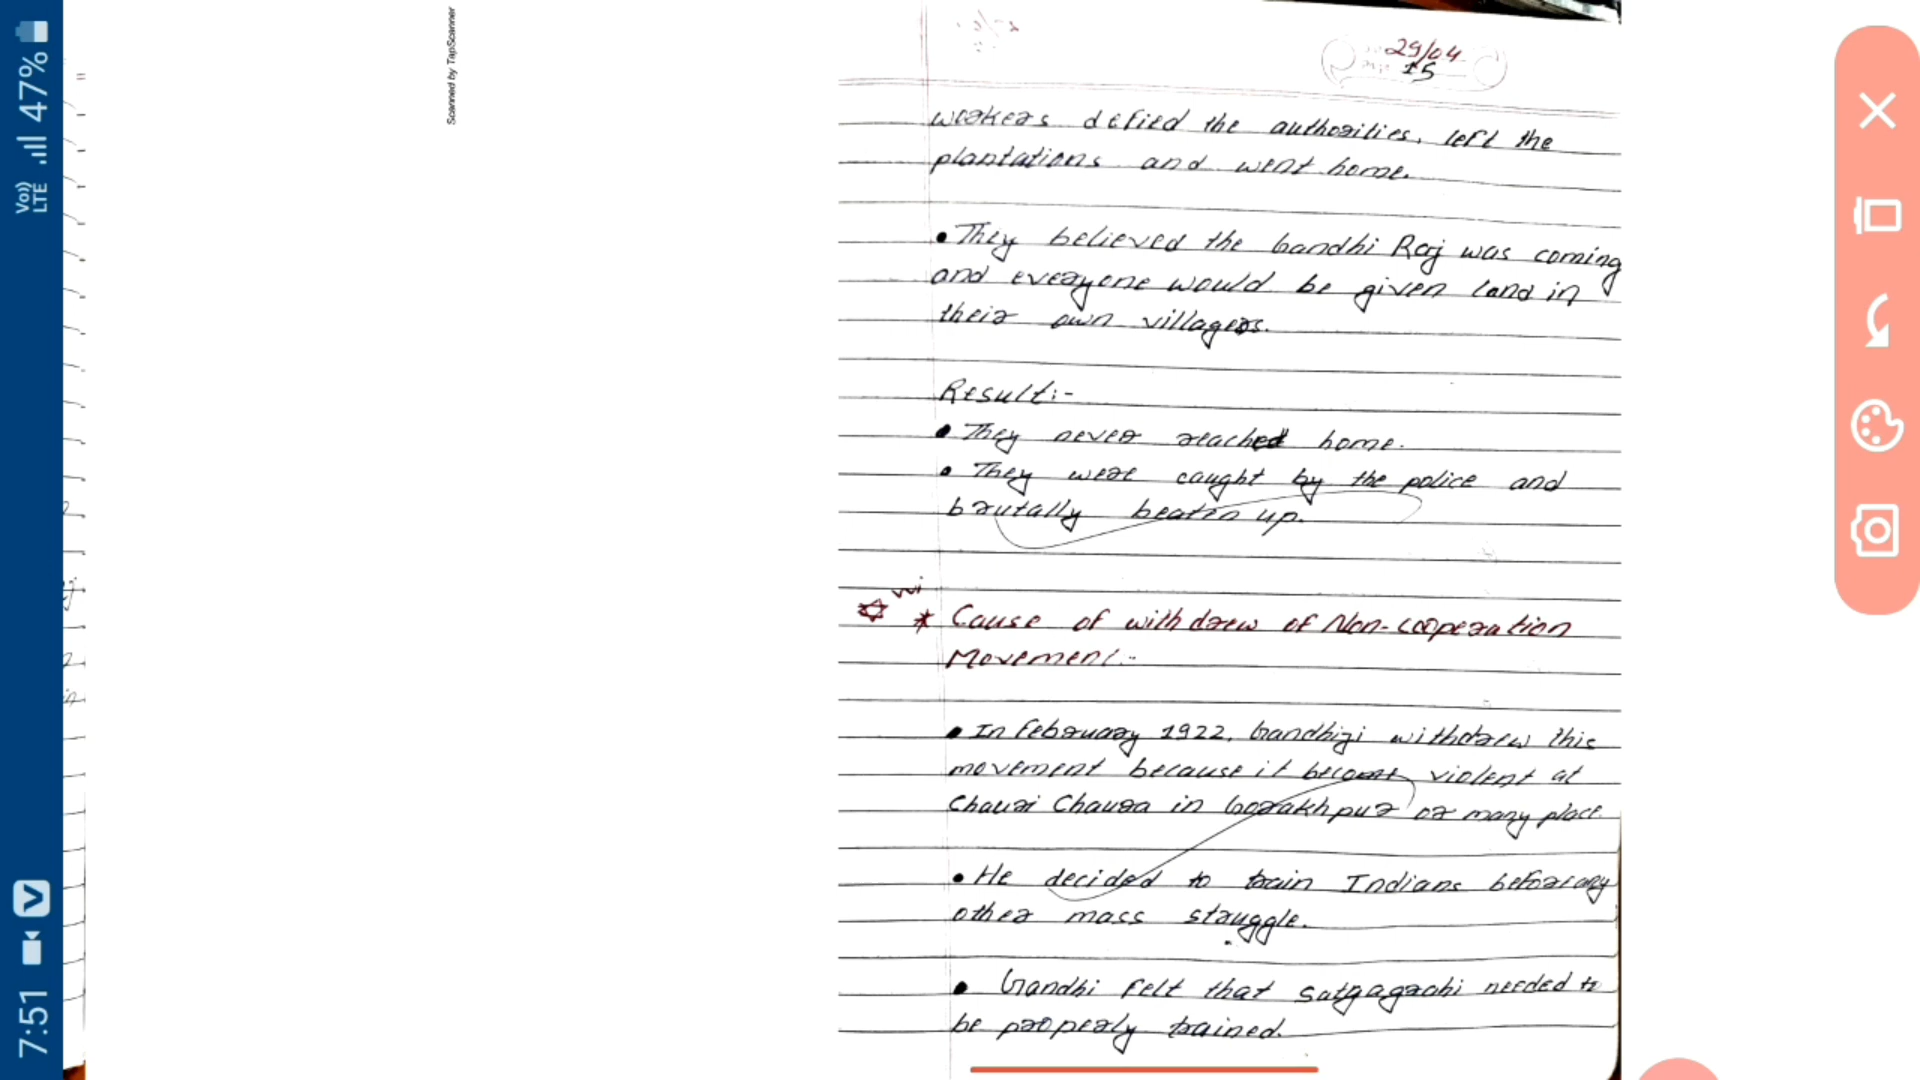 Scanned by TapScanner
29/04
15
workers defied the authorities, left the
plantations and went home.
• They believed the Gandhi Raj was coming
and everyone would be given land in
their own villages.
Result:-
• They never reached home.
• They were caught by the police and
brutally beaten up.
* Cause of withdrew of Non-Cooperation
Movement:-
• In February 1922, Gandhiji withdrew this
movement because it become violent at
Chauri Chaura in Gorakhpur or many place.
• He decided to train Indians before any
other mass struggle.
• Gandhi felt that satyagrahi needed to
be properly trained.
7:51
Vo))
LTE
47%